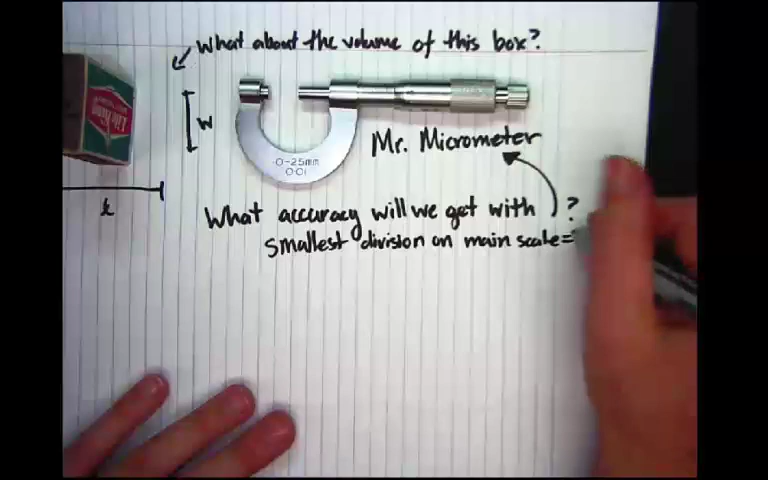 What about the volume of this box?
W
0-25mm
0.01
Mr. Micrometer
What accuracy will we get with ?
smallest division on main scale=